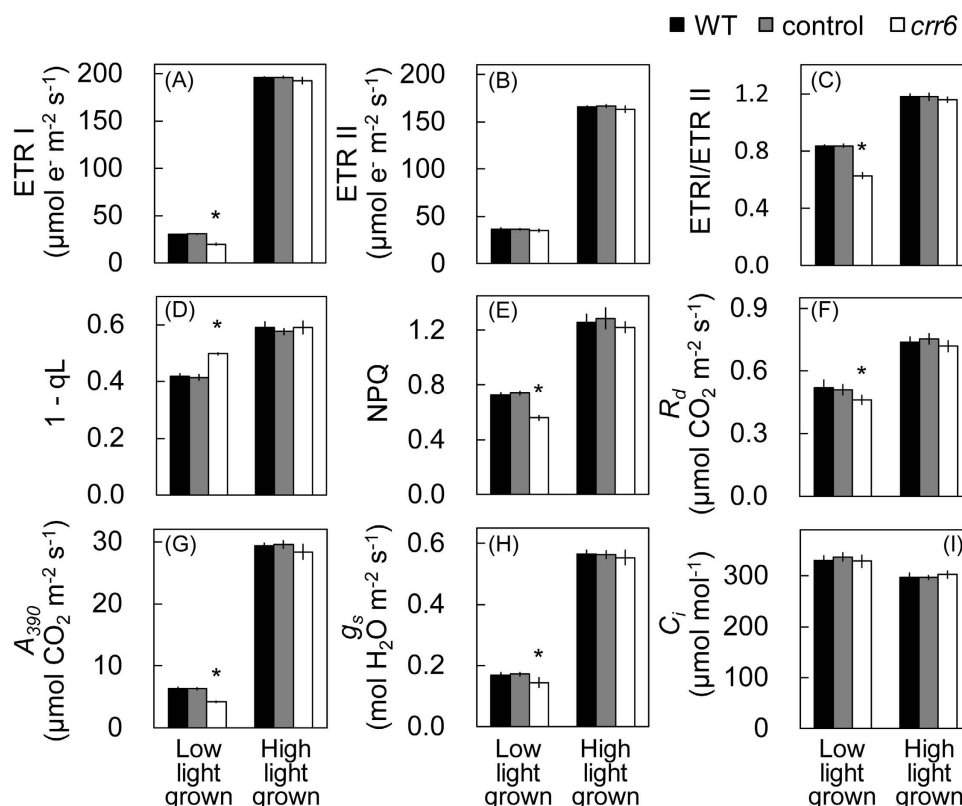 WT control crr6
(A)
ETR I
(µmol e⁻ m⁻² s⁻¹)
200
150
100
50
0
*
(B)
ETR II
(µmol e⁻ m⁻² s⁻¹)
200
150
100
50
0
(C)
ETRI/ETR II
1.2
0.8
0.4
0.0
*
(D)
1 - qL
0.6
0.4
0.2
0.0
*
(E)
NPQ
1.2
0.8
0.4
0.0
*
(F)
R_d
(µmol CO₂ m⁻² s⁻¹)
0.9
0.6
0.3
0.0
*
(G)
A₃₉₀
(µmol CO₂ m⁻² s⁻¹)
30
20
10
0
*
Low
light
grown
High
light
grown
(H)
g_s
(mol H₂O m⁻² s⁻¹)
0.6
0.4
0.2
0.0
*
Low
light
grown
High
light
grown
(I)
C_i
(µmol mol⁻¹)
300
200
100
0
Low
light
grown
High
light
grown